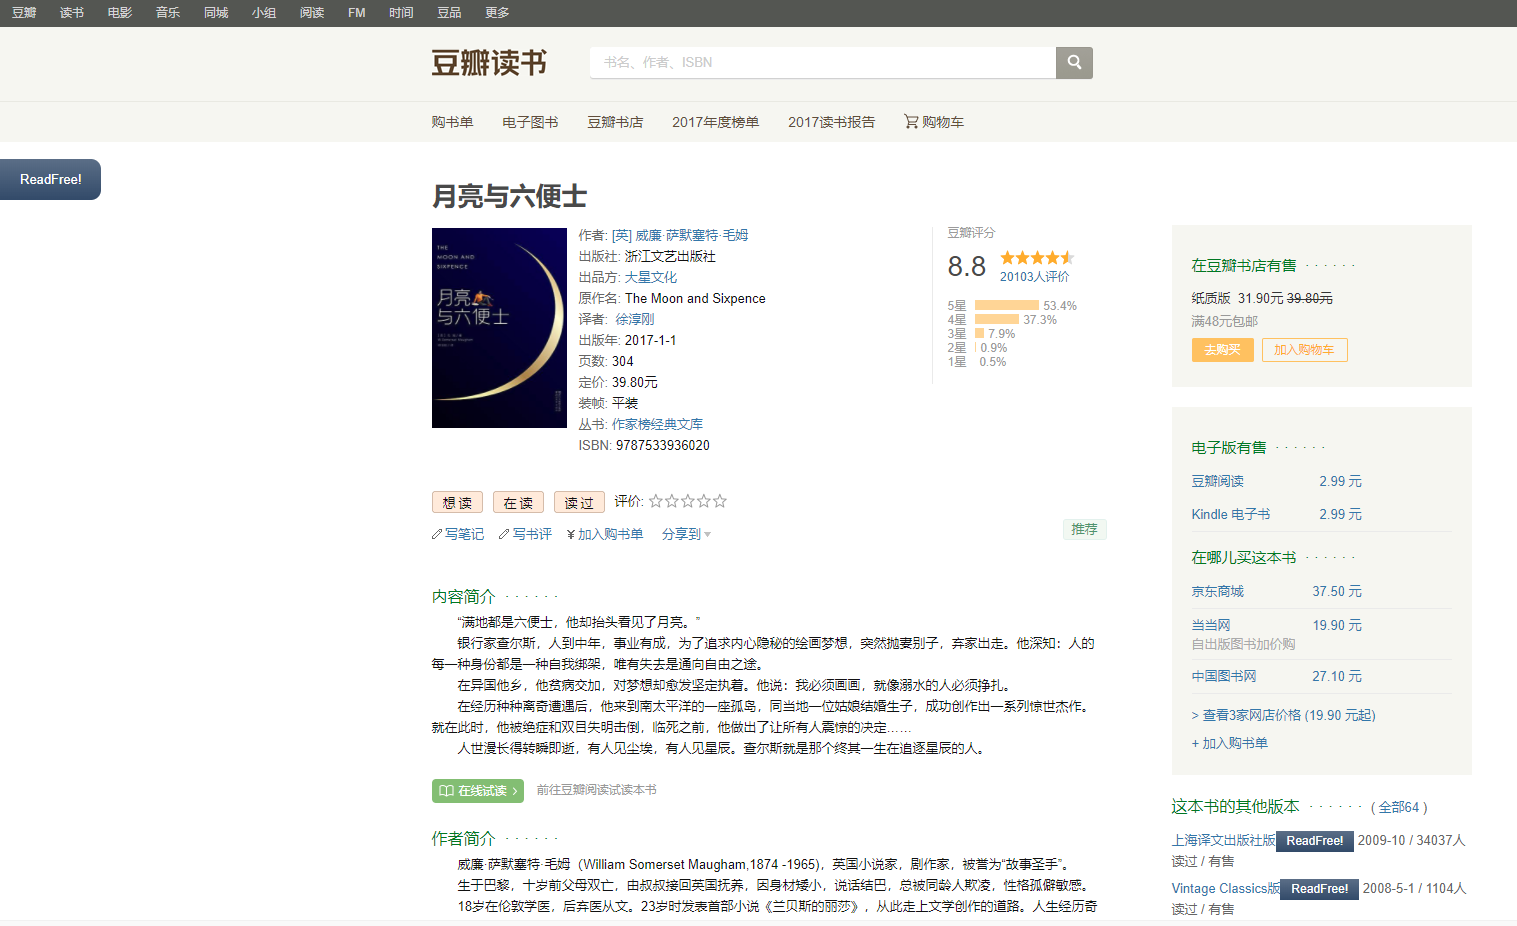 豆瓣 读书 电影 音乐 同城 小组 阅读 FM 时间 豆品 更多
豆瓣读书
书名、作者、ISBN
购书单 电子图书 豆瓣书店 2017年度榜单 2017读书报告 购物车
ReadFree!
月亮与六便士
THE
MOON AND
SIXPENCE
月亮
与六便士
作者: [英] 威廉·萨默塞特·毛姆
出版社: 浙江文艺出版社
出品方: 大星文化
原作名: The Moon and Sixpence
译者: 徐淳刚
出版年: 2017-1-1
页数: 304
定价: 39.80元
装帧: 平装
丛书: 作家榜经典文库
ISBN: 9787533936020
豆瓣评分
8.8
20103人评价
5星 53.4%
4星 37.3%
3星 7.9%
2星 0.9%
1星 0.5%
想读 在读 读过 评价:
写笔记 写书评 ¥加入购书单 分享到
推荐
内容简介 · · · · · ·
“满地都是六便士，他却抬头看见了月亮。”
银行家查尔斯，人到中年，事业有成，为了追求内心隐秘的绘画梦想，突然抛妻别子，弃家出走。他深知：人的
每一种身份都是一种自我绑架，唯有失去是通向自由之途。
在异国他乡，他贫病交加，对梦想却愈发坚定执着。他说：我必须画画，就像溺水的人必须挣扎。
在经历种种离奇遭遇后，他来到南太平洋的一座孤岛，同当地一位姑娘结婚生子，成功创作出一系列惊世杰作。
就在此时，他被绝症和双目失明击倒，临死之前，他做出了让所有人震惊的决定……
人世漫长得转瞬即逝，有人见尘埃，有人见星辰。查尔斯就是那个终其一生在追逐星辰的人。
在线试读 >
前往豆瓣阅读试读本书
作者简介 · · · · · ·
威廉·萨默塞特·毛姆（William Somerset Maugham,1874 -1965)，英国小说家，剧作家，被誉为“故事圣手”。
生于巴黎，十岁前父母双亡，由叔叔接回英国抚养，因身材矮小，说话结巴，总被同龄人欺凌，性格孤僻敏感。
18岁在伦敦学医，后弃医从文。23岁时发表首部小说《兰贝斯的丽莎》，从此走上文学创作的道路。人生经历奇
在豆瓣书店有售 · · · · · ·
纸质版 31.90元 39.80元
满48元包邮
去购买 加入购物车
电子版有售 · · · · · ·
豆瓣阅读 2.99 元
Kindle 电子书 2.99 元
在哪儿买这本书 · · · · · ·
京东商城 37.50 元
当当网 19.90 元
自出版图书加价购
中国图书网 27.10 元
> 查看3家网店价格 (19.90 元起)
+ 加入购书单
这本书的其他版本 · · · · · · ( 全部64 )
上海译文出版社版 ReadFree! 2009-10 / 34037人
读过 / 有售
Vintage Classics版 ReadFree! 2008-5-1 / 1104人
读过 / 有售